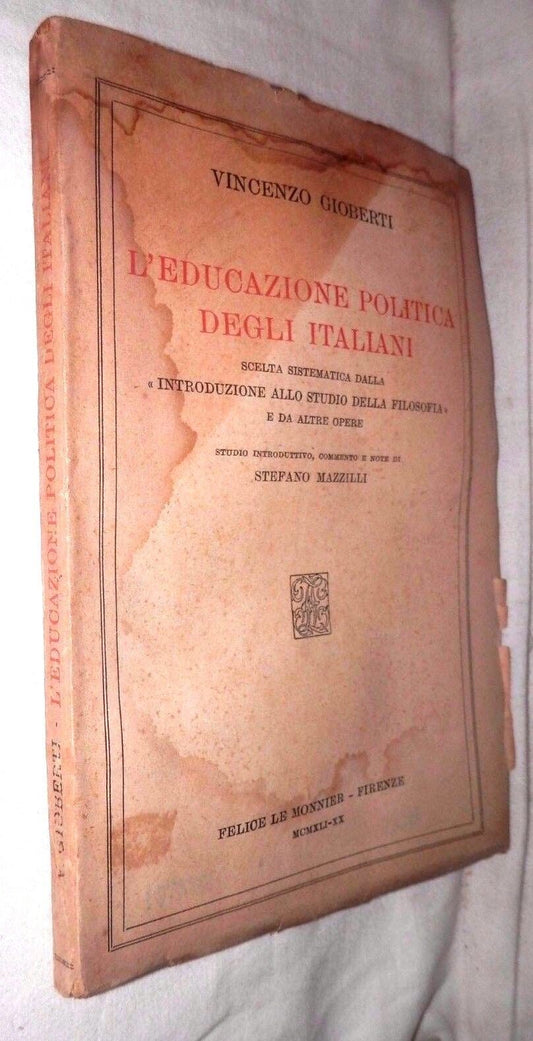 VINCENZO GIOBERTI
L'EDUCAZIONE POLITICA
DEGLI ITALIANI
SCELTA SISTEMATICA DALLA
« INTRODUZIONE ALLO STUDIO DELLA FILOSOFIA»
E DA ALTRE OPERE
STUDIO INTRODUTTIVO, COMMENTO E NOTE DI
STEFANO MAZZILLI
FELICE LE MONNIER - FIRENZE
MCMXLI-XX
V. GIOBERTI - L'EDUCAZIONE POLITICA DEGLI ITALIANI